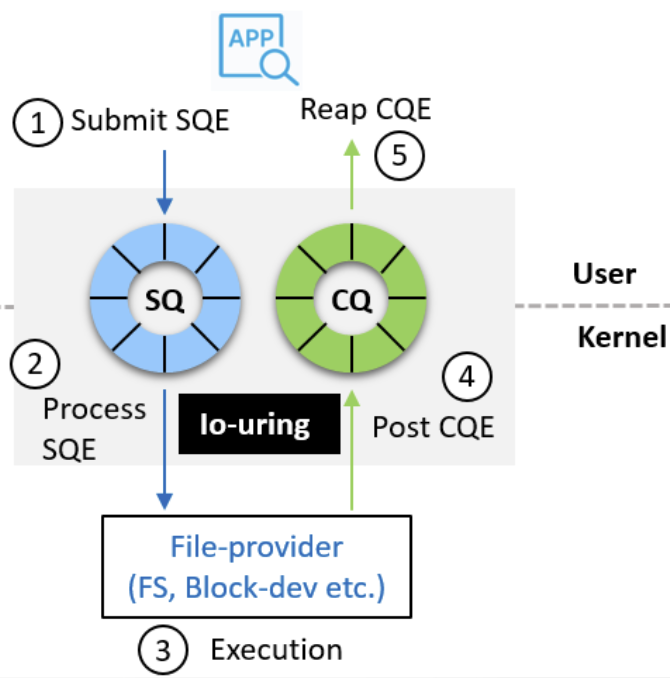 APP
1 Submit SQE
Reap CQE
5
SQ
CQ
User
Kernel
2
Process
SQE
Io-uring
4
Post CQE
File-provider
(FS, Block-dev etc.)
3 Execution